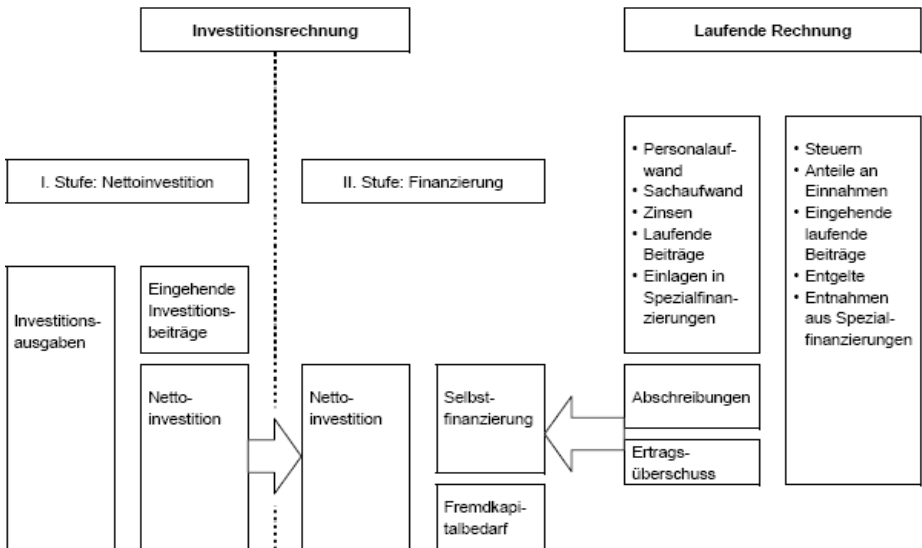 Investitionsrechnung
Laufende Rechnung
I. Stufe: Nettoinvestition
II. Stufe: Finanzierung
Investitions-
ausgaben
Eingehende
Investitions-
beiträge
Netto-
investition
Netto-
investition
Selbst-
finanzierung
Fremdkapi-
talbedarf
• Personalauf-
wand
• Sachaufwand
• Zinsen
• Laufende
Beiträge
• Einlagen in
Spezialfinan-
zierungen
Abschreibungen
Ertrags-
überschuss
• Steuern
• Anteile an
Einnahmen
• Eingehende
laufende
Beiträge
• Entgelte
• Entnahmen
aus Spezial-
finanzierungen